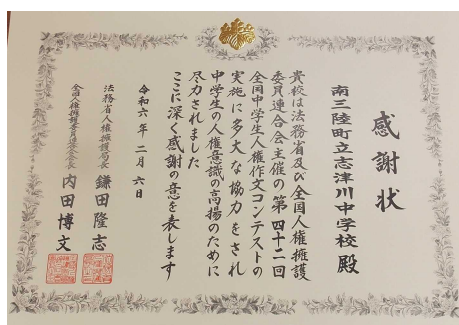 感謝状
南三陸町立志津川中学校 殿
貴校は法務省及び全国人権擁護
委員連合会主催の第四十二回
全国中学生人権作文コンテストの
実施に多大な協力をされ
中学生の人権意識の高揚のために
尽力されました
ここに深く感謝の意を表します
令和六年二月六日
法務省人権擁護局長 鎌田隆志
全国人権擁護委員連合会会長 内田博文